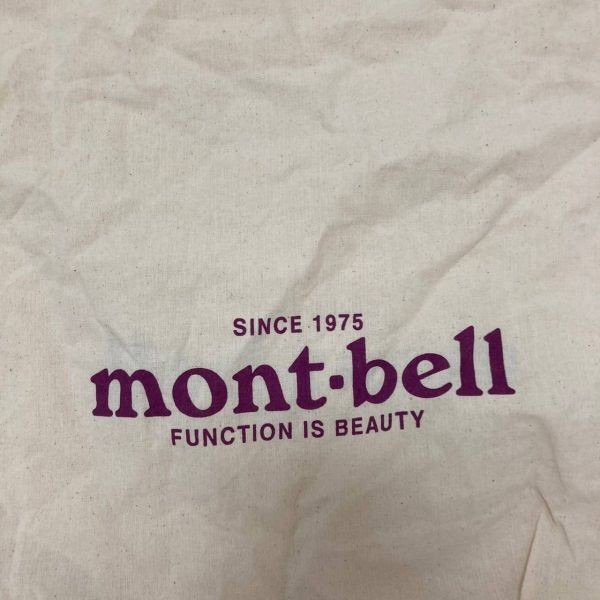 SINCE 1975
mont·bell
FUNCTION IS BEAUTY